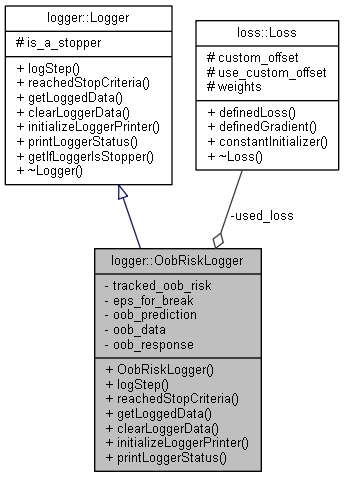 logger::Logger
# is_a_stopper
+ logStep()
+ reachedStopCriteria()
+ getLoggedData()
+ clearLoggerData()
+ initializeLoggerPrinter()
+ printLoggerStatus()
+ getIfLoggerIsStopper()
+ ~Logger()
loss::Loss
# custom_offset
# use_custom_offset
# weights
+ definedLoss()
+ definedGradient()
+ constantInitializer()
+ ~Loss()
-used_loss
logger::OobRiskLogger
- tracked_oob_risk
- eps_for_break
- oob_prediction
- oob_data
- oob_response
+ OobRiskLogger()
+ logStep()
+ reachedStopCriteria()
+ getLoggedData()
+ clearLoggerData()
+ initializeLoggerPrinter()
+ printLoggerStatus()